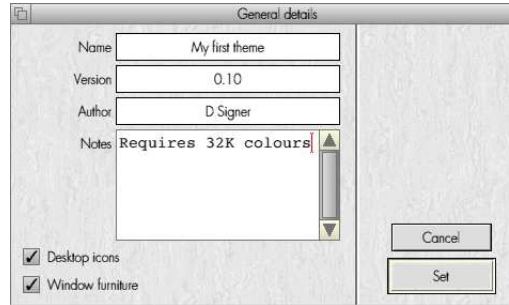 General details
Name My first theme
Version 0.10
Author D Signer
Notes Requires 32K colours
Cancel
Desktop icons
Set
Window furniture